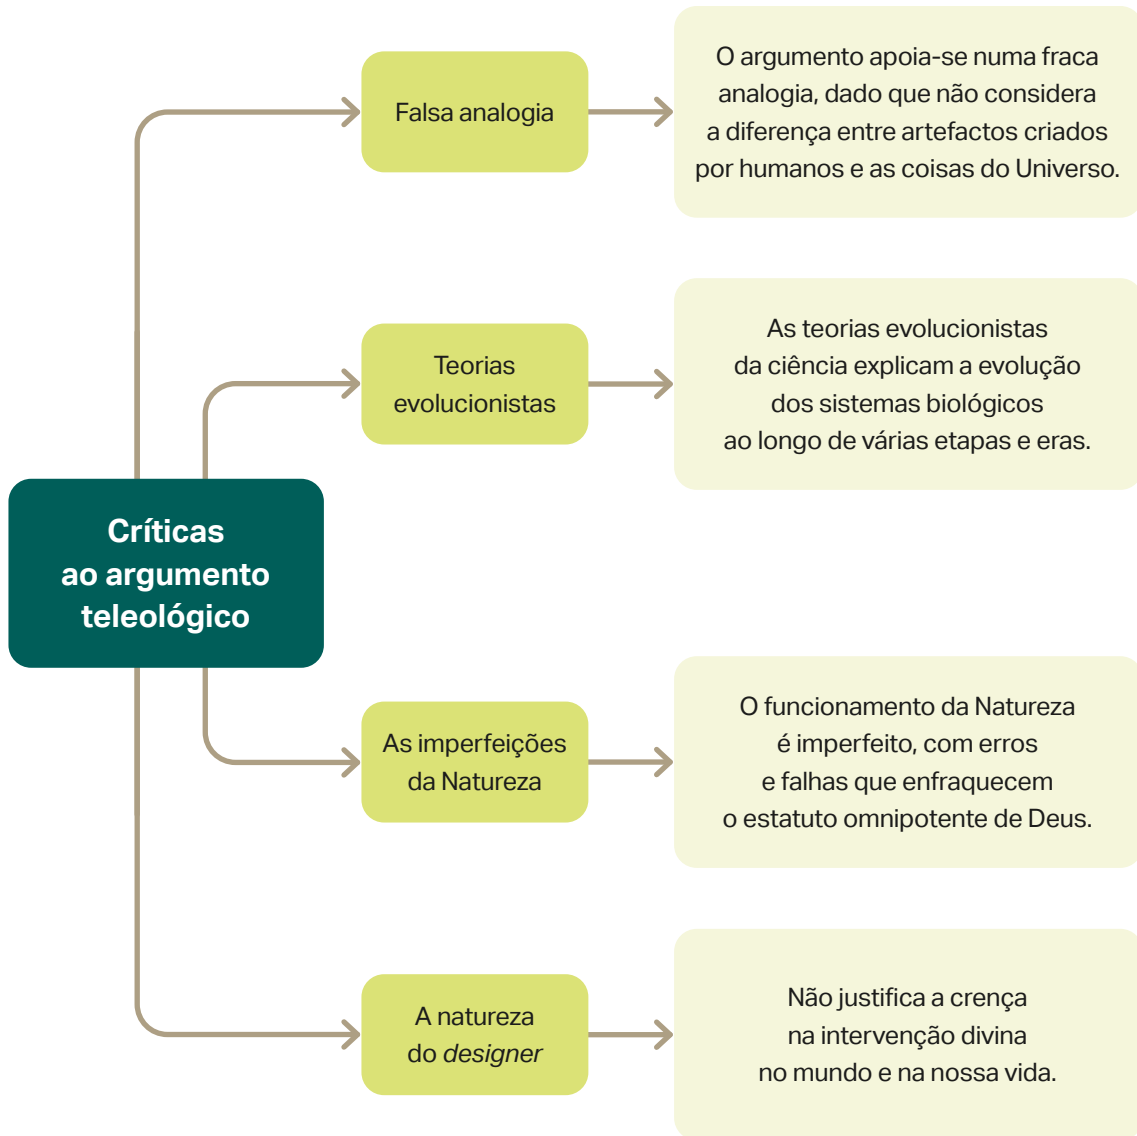 Críticas
ao argumento
teleológico
Falsa analogia
O argumento apoia-se numa fraca
analogia, dado que não considera
a diferença entre artefactos criados
por humanos e as coisas do Universo.
Teorias
evolucionistas
As teorias evolucionistas
da ciência explicam a evolução
dos sistemas biológicos
ao longo de várias etapas e eras.
As imperfeições
da Natureza
O funcionamento da Natureza
é imperfeito, com erros
e falhas que enfraquecem
o estatuto omnipotente de Deus.
A natureza
do designer
Não justifica a crença
na intervenção divina
no mundo e na nossa vida.